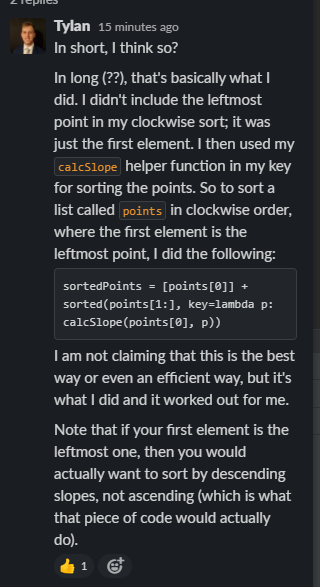 2 replies
Tylan 15 minutes ago
In short, I think so?
In long (??), that's basically what I
did. I didn't include the leftmost
point in my clockwise sort; it was
just the first element. I then used my
calcSlope helper function in my key
for sorting the points. So to sort a
list called points in clockwise order,
where the first element is the
leftmost point, I did the following:
sortedPoints = [points[0]] +
sorted(points[1:], key=lambda p:
calcSlope(points[0], p))
I am not claiming that this is the best
way or even an efficient way, but it's
what I did and it worked out for me.
Note that if your first element is the
leftmost one, then you would
actually want to sort by descending
slopes, not ascending (which is what
that piece of code would actually
do).
👍 1